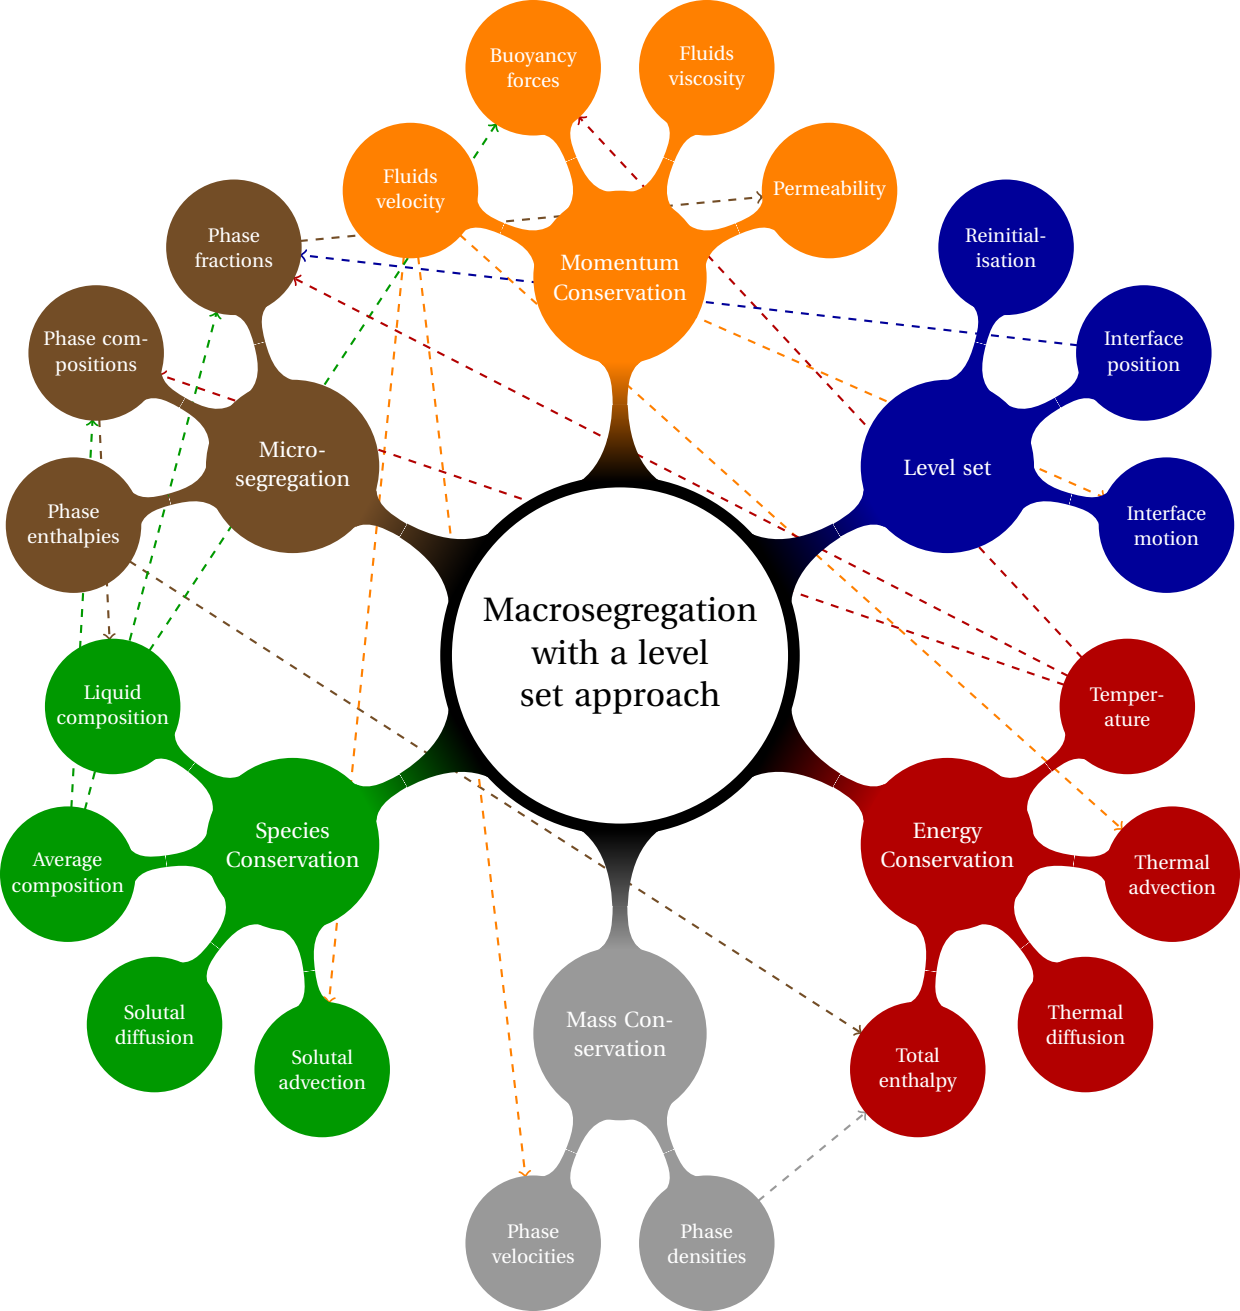 Buoyancy
forces
Fluids
viscosity
Fluids
velocity
Permeability
Momentum
Conservation
Phase
fractions
Phase com-
positions
Phase
enthalpies
Micro-
segregation
Reinitial-
isation
Interface
position
Interface
motion
Level set
Macrosegregation
with a level
set approach
Liquid
composition
Average
composition
Solutal
diffusion
Solutal
advection
Species
Conservation
Temper-
ature
Thermal
advection
Thermal
diffusion
Total
enthalpy
Energy
Conservation
Mass Con-
servation
Phase
velocities
Phase
densities